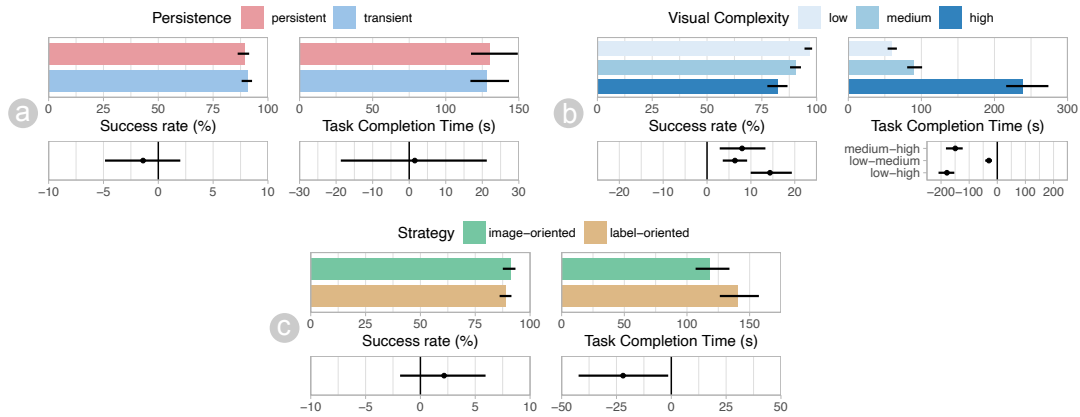 Persistence persistent transient
0 25 50 75 100
Success rate (%)
−10 −5 0 5 10
0 50 100 150
Task Completion Time (s)
−30 −20 −10 0 10 20 30
a
Visual Complexity low medium high
0 25 50 75 100
Success rate (%)
−20 −10 0 10 20
0 100 200 300
Task Completion Time (s)
medium−high
low−medium
low−high
−200 −100 0 100 200
b
Strategy image−oriented label−oriented
0 25 50 75 100
Success rate (%)
−10 −5 0 5 10
0 50 100 150
Task Completion Time (s)
−50 −25 0 25 50
c